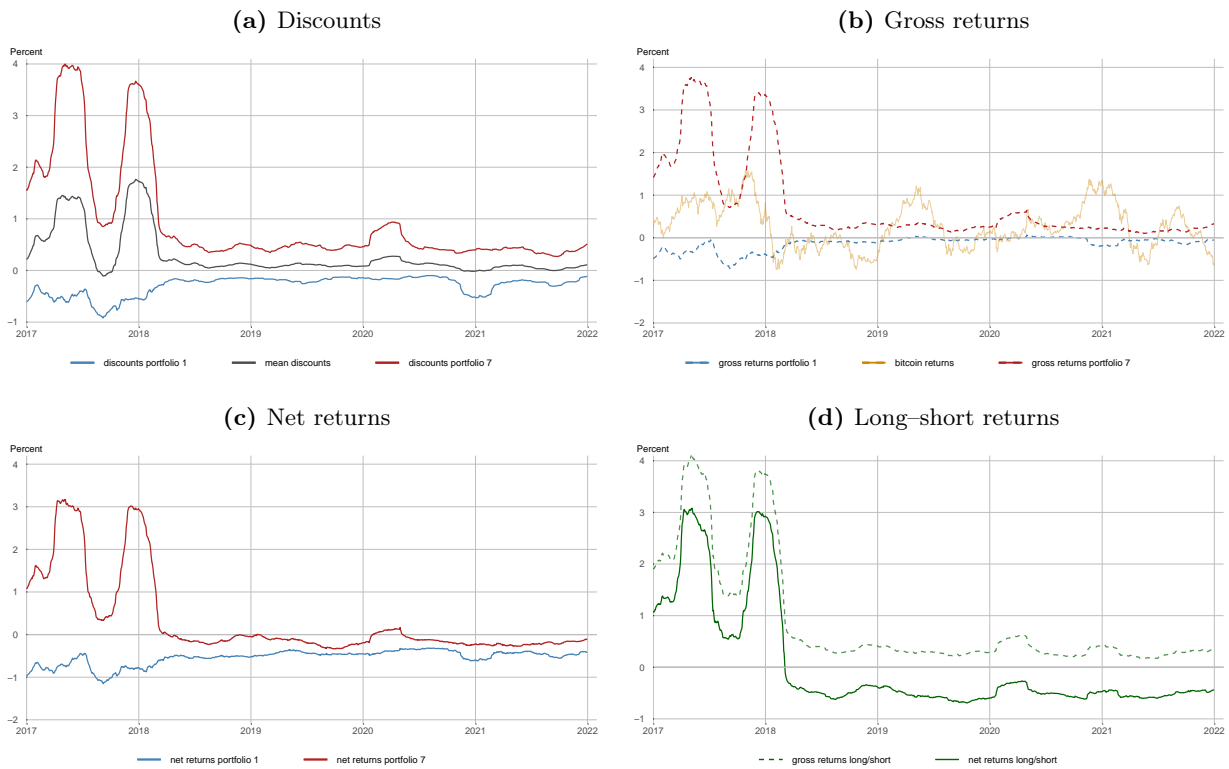 (a) Discounts
(b) Gross returns
Percent
4
3
2
1
0
−1
2017 2018 2019 2020 2021 2022
discounts portfolio 1 mean discounts discounts portfolio 7
Percent
4
3
2
1
0
−1
−2
2017 2018 2019 2020 2021 2022
gross returns portfolio 1 bitcoin returns gross returns portfolio 7
(c) Net returns
(d) Long–short returns
Percent
4
3
2
1
0
−1
−2
2017 2018 2019 2020 2021 2022
net returns portfolio 1 net returns portfolio 7
Percent
4
3
2
1
0
−1
2017 2018 2019 2020 2021 2022
gross returns long/short net returns long/short